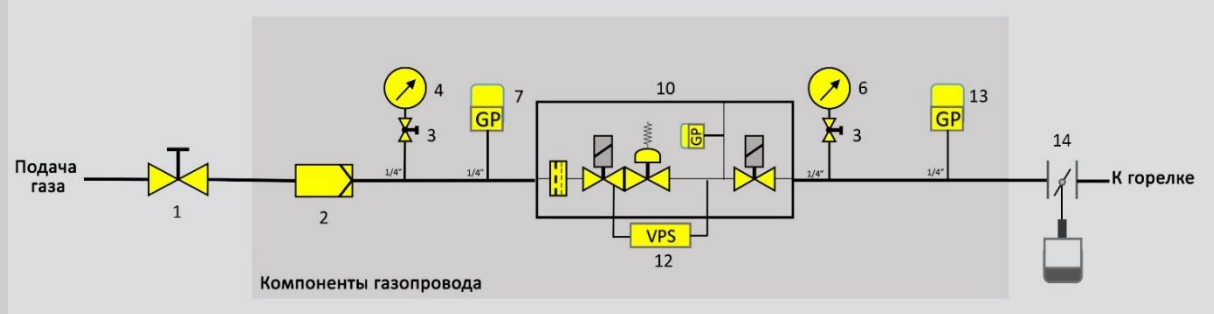 4
7
GP
3
1/4"
1/4"
10
GP
VPS
12
6
3
13
GP
1/4"
1/4"
14
Подача
газа
1
2
К горелке
Компоненты газопровода